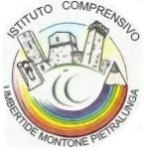 ISTITUTO COMPRENSIVO
UMBERTIDE MONTONE PIETRALUNGA